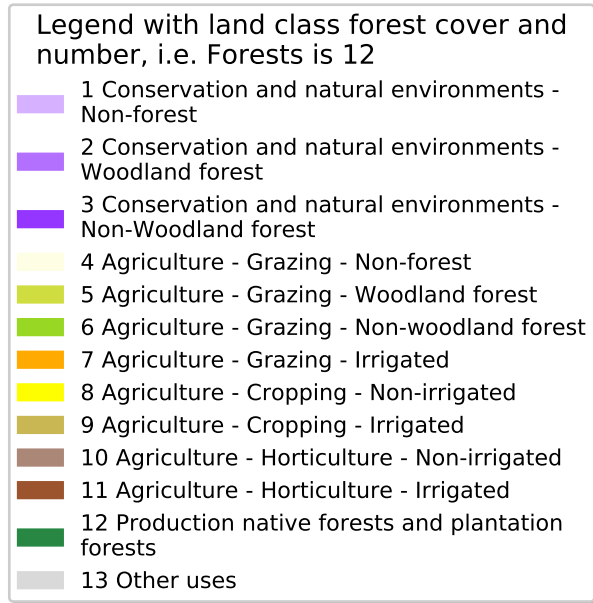 Legend with land class forest cover and
number, i.e. Forests is 12
1 Conservation and natural environments -
Non-forest
2 Conservation and natural environments -
Woodland forest
3 Conservation and natural environments -
Non-Woodland forest
4 Agriculture - Grazing - Non-forest
5 Agriculture - Grazing - Woodland forest
6 Agriculture - Grazing - Non-woodland forest
7 Agriculture - Grazing - Irrigated
8 Agriculture - Cropping - Non-irrigated
9 Agriculture - Cropping - Irrigated
10 Agriculture - Horticulture - Non-irrigated
11 Agriculture - Horticulture - Irrigated
12 Production native forests and plantation
forests
13 Other uses